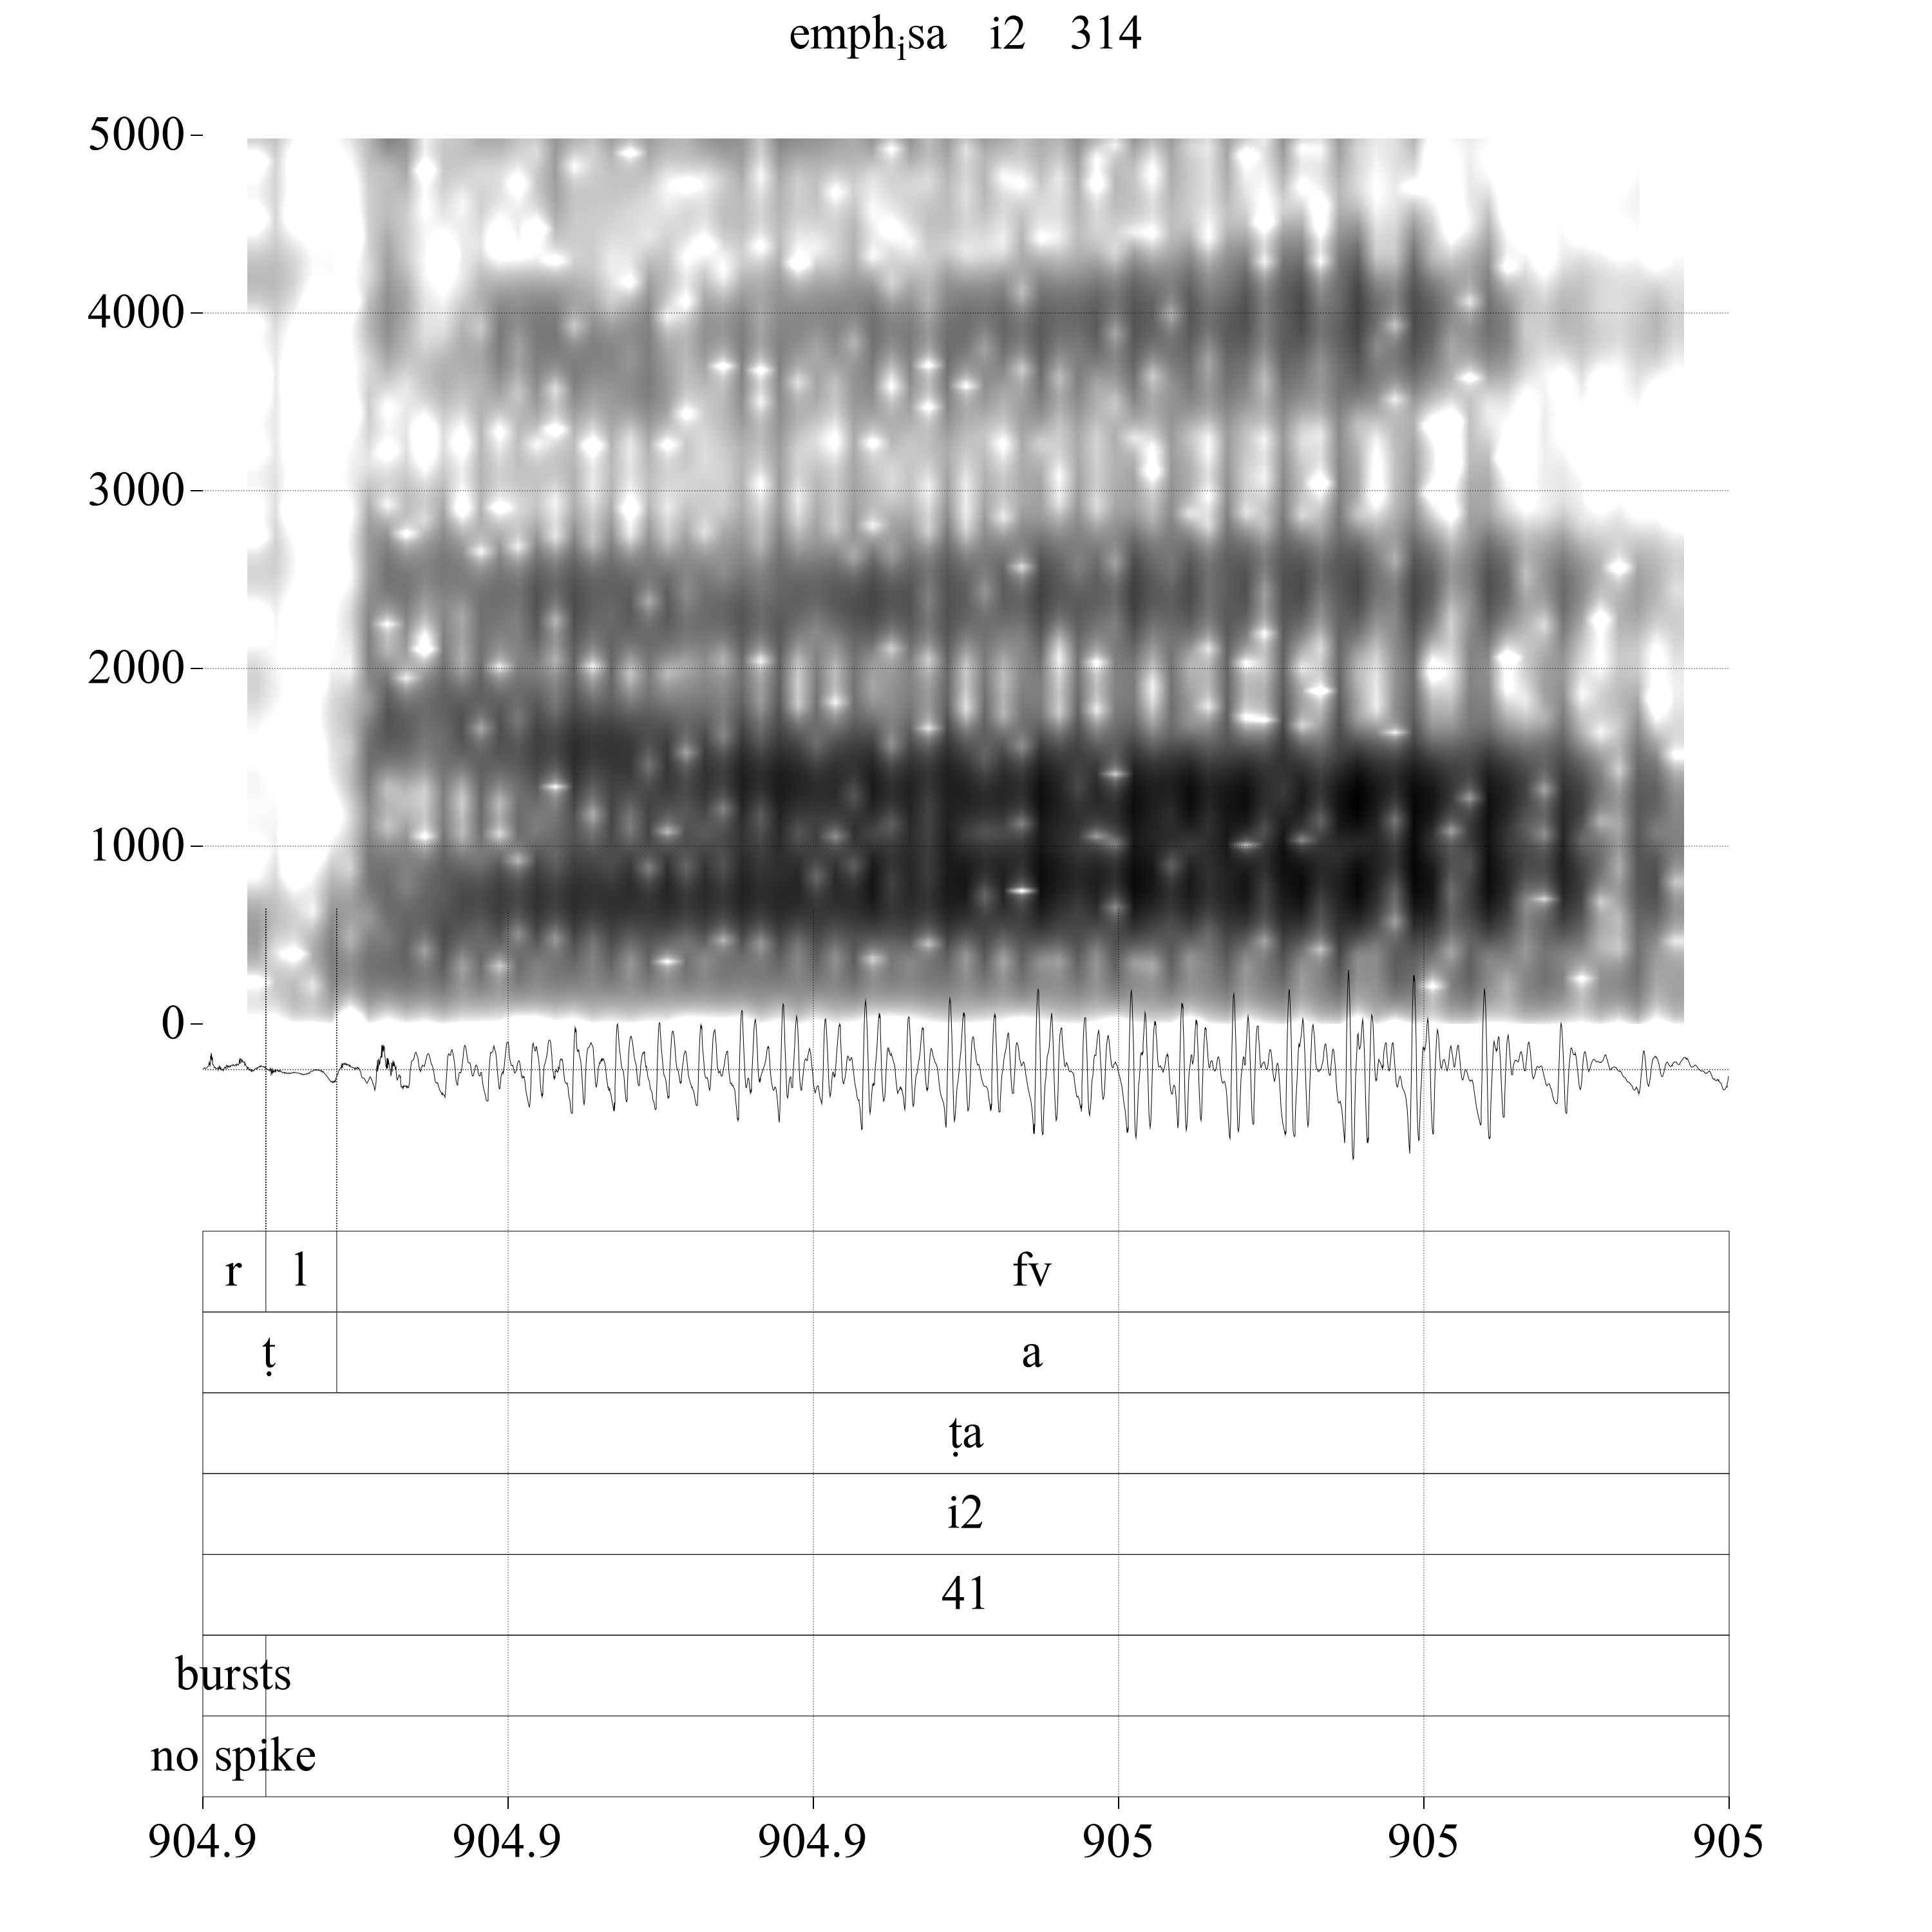 emphᵢsa i2 314
5000
4000
3000
2000
1000
0
r l fv
ṭ a
ṭa
i2
41
bursts
no spike
904.9 904.9 904.9 905 905 905